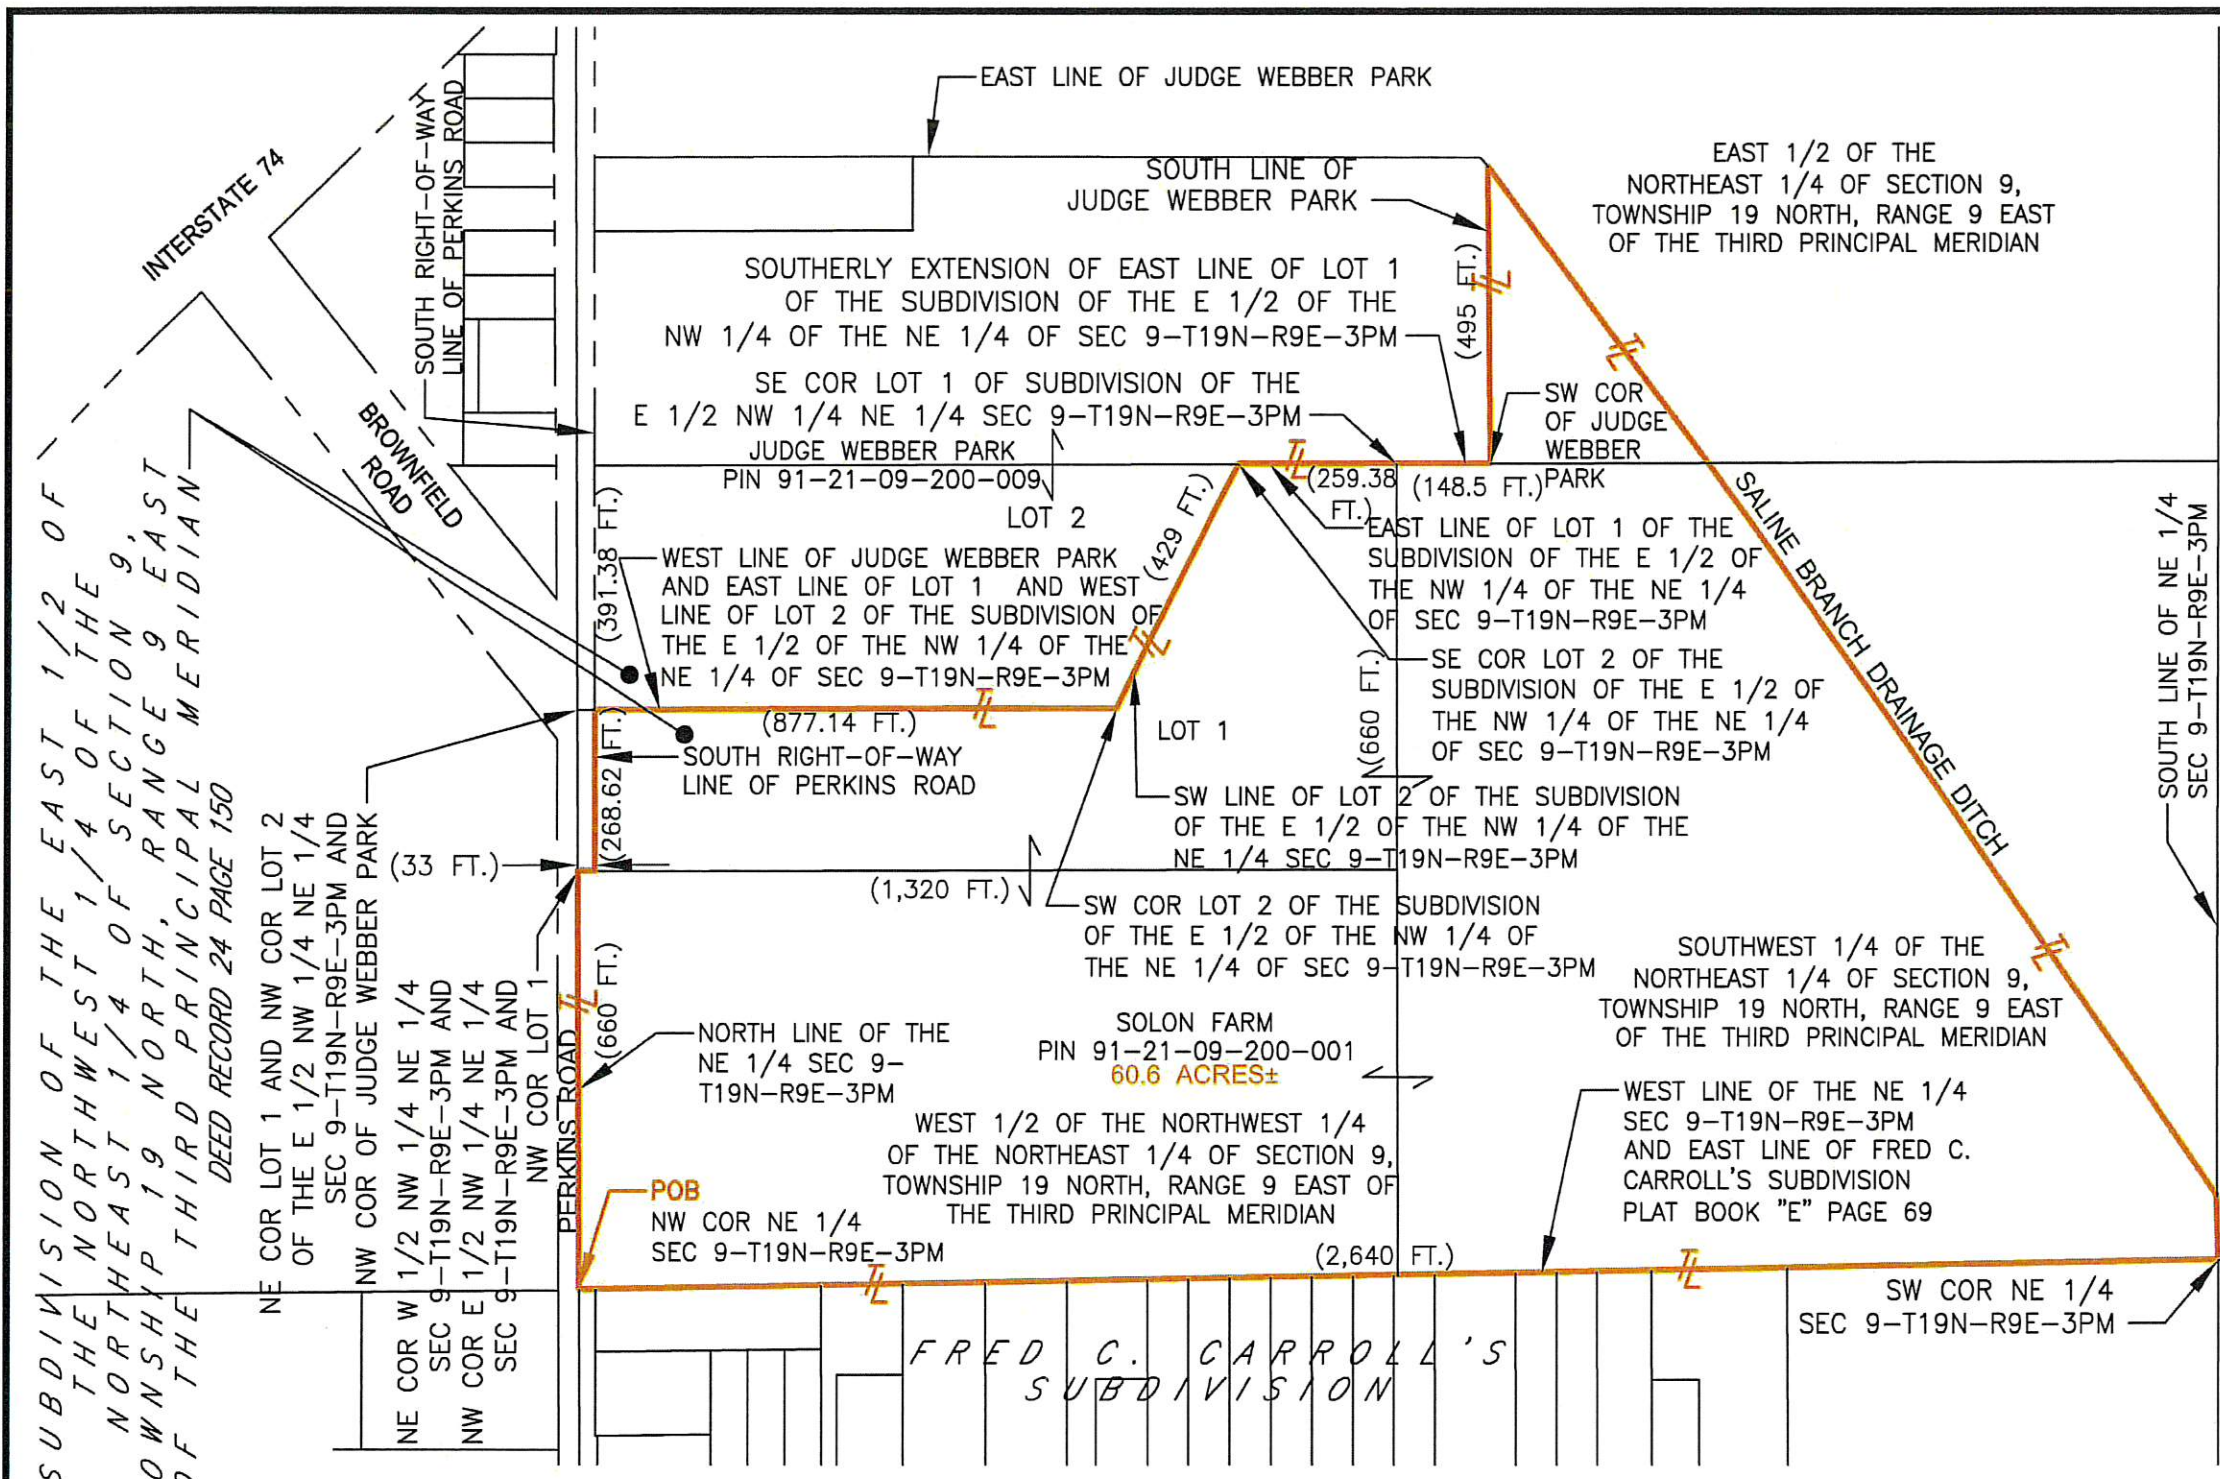 EAST LINE OF JUDGE WEBBER PARK
SOUTH LINE OF
JUDGE WEBBER PARK
EAST 1/2 OF THE
NORTHEAST 1/4 OF SECTION 9,
TOWNSHIP 19 NORTH, RANGE 9 EAST
OF THE THIRD PRINCIPAL MERIDIAN
INTERSTATE 74
SOUTH RIGHT-OF-WAY
LINE OF PERKINS ROAD
SOUTHERLY EXTENSION OF EAST LINE OF LOT 1
OF THE SUBDIVISION OF THE E 1/2 OF THE
NW 1/4 OF THE NE 1/4 OF SEC 9-T19N-R9E-3PM
(495 FT.)
SE COR LOT 1 OF SUBDIVISION OF THE
E 1/2 NW 1/4 NE 1/4 SEC 9-T19N-R9E-3PM
SW COR
OF JUDGE
WEBBER
PARK
BROWNFIELD
ROAD
JUDGE WEBBER PARK
PIN 91-21-09-200-009
LOT 2
(259.38
FT.)
(148.5 FT.)
(429 FT.)
(391.38 FT.)
SALINE BRANCH DRAINAGE DITCH
SOUTH LINE OF NE 1/4
SEC 9-T19N-R9E-3PM
WEST LINE OF JUDGE WEBBER PARK
AND EAST LINE OF LOT 1 AND WEST
LINE OF LOT 2 OF THE SUBDIVISION OF
THE E 1/2 OF THE NW 1/4 OF THE
NE 1/4 OF SEC 9-T19N-R9E-3PM
EAST LINE OF LOT 1 OF THE
SUBDIVISION OF THE E 1/2 OF
THE NW 1/4 OF THE NE 1/4
OF SEC 9-T19N-R9E-3PM
SE COR LOT 2 OF THE
SUBDIVISION OF THE E 1/2 OF
THE NW 1/4 OF THE NE 1/4
OF SEC 9-T19N-R9E-3PM
(660 FT.)
(877.14 FT.)
LOT 1
SOUTH RIGHT-OF-WAY
LINE OF PERKINS ROAD
(268.62 FT.)
SW LINE OF LOT 2 OF THE SUBDIVISION
OF THE E 1/2 OF THE NW 1/4 OF THE
NE 1/4 SEC 9-T19N-R9E-3PM
(33 FT.)
(1,320 FT.)
SW COR LOT 2 OF THE SUBDIVISION
OF THE E 1/2 OF THE NW 1/4 OF
THE NE 1/4 OF SEC 9-T19N-R9E-3PM
SUBDIVISION OF THE EAST 1/2 OF
THE NORTHWEST 1/4 OF THE
NORTHEAST 1/4 OF SECTION 9,
OWNSHIP 19 NORTH, RANGE 9 EAST
OF THE THIRD PRINCIPAL MERIDIAN
DEED RECORD 24 PAGE 150
NE COR LOT 1 AND NW COR LOT 2
OF THE E 1/2 NW 1/4 NE 1/4
SEC 9-T19N-R9E-3PM AND
NW COR OF JUDGE WEBBER PARK
NE COR W 1/2 NW 1/4 NE 1/4
SEC 9-T19N-R9E-3PM AND
NW COR E 1/2 NW 1/4 NE 1/4
SEC 9-T19N-R9E-3PM AND
NW COR LOT 1
PERKINS ROAD
(660 FT.)
NORTH LINE OF THE
NE 1/4 SEC 9-
T19N-R9E-3PM
SOLON FARM
PIN 91-21-09-200-001
60.6 ACRES±
SOUTHWEST 1/4 OF THE
NORTHEAST 1/4 OF SECTION 9,
TOWNSHIP 19 NORTH, RANGE 9 EAST
OF THE THIRD PRINCIPAL MERIDIAN
WEST 1/2 OF THE NORTHWEST 1/4
OF THE NORTHEAST 1/4 OF SECTION 9,
TOWNSHIP 19 NORTH, RANGE 9 EAST OF
THE THIRD PRINCIPAL MERIDIAN
WEST LINE OF THE NE 1/4
SEC 9-T19N-R9E-3PM
AND EAST LINE OF FRED C.
CARROLL'S SUBDIVISION
PLAT BOOK "E" PAGE 69
POB
NW COR NE 1/4
SEC 9-T19N-R9E-3PM
(2,640 FT.)
SW COR NE 1/4
SEC 9-T19N-R9E-3PM
FRED C. CARROLL'S
SUBDIVISION